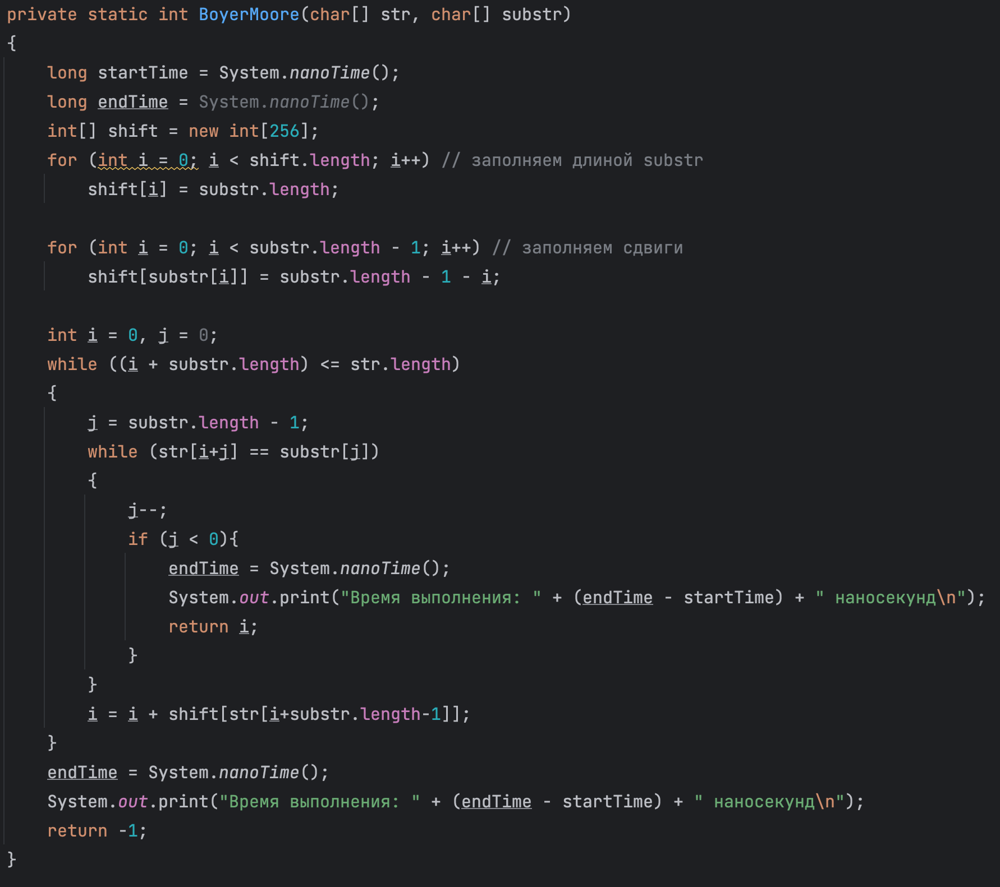 private static int BoyerMoore(char[] str, char[] substr)
{
    long startTime = System.nanoTime();
    long endTime = System.nanoTime();
    int[] shift = new int[256];
    for (int i = 0; i < shift.length; i++) // заполняем длиной substr
        shift[i] = substr.length;

    for (int i = 0; i < substr.length - 1; i++) // заполняем сдвиги
        shift[substr[i]] = substr.length - 1 - i;

    int i = 0, j = 0;
    while ((i + substr.length) <= str.length)
    {
        j = substr.length - 1;
        while (str[i+j] == substr[j])
        {
            j--;
            if (j < 0){
                endTime = System.nanoTime();
                System.out.print("Время выполнения: " + (endTime - startTime) + " наносекунд\n");
                return i;
            }
        }
        i = i + shift[str[i+substr.length-1]];
    }
    endTime = System.nanoTime();
    System.out.print("Время выполнения: " + (endTime - startTime) + " наносекунд\n");
    return -1;
}